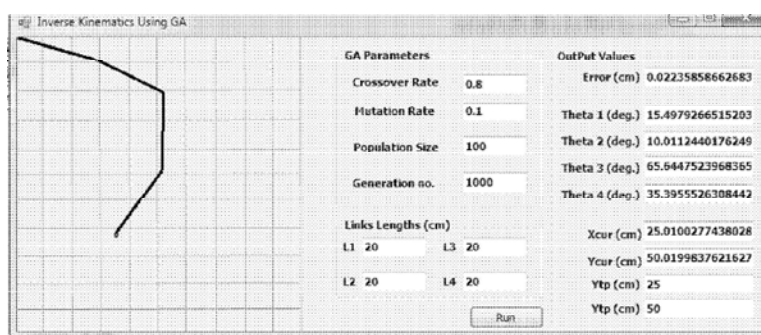 Inverse Kinematics Using GA
GA Parameters
Crossover Rate 0.8
Mutation Rate 0.1
Population Size 100
Generation no. 1000
Links Lengths (cm)
L1 20 L3 20
L2 20 L4 20
Run
OutPut Values
Error (cm) 0.02235858662683
Theta 1 (deg.) 15.4979266515203
Theta 2 (deg.) 10.0112440176249
Theta 3 (deg.) 65.6447523968365
Theta 4 (deg.) 35.3955526308442
Xcur (cm) 25.0100277438028
Ycur (cm) 50.0199837621627
Ytp (cm) 25
Ytp (cm) 50